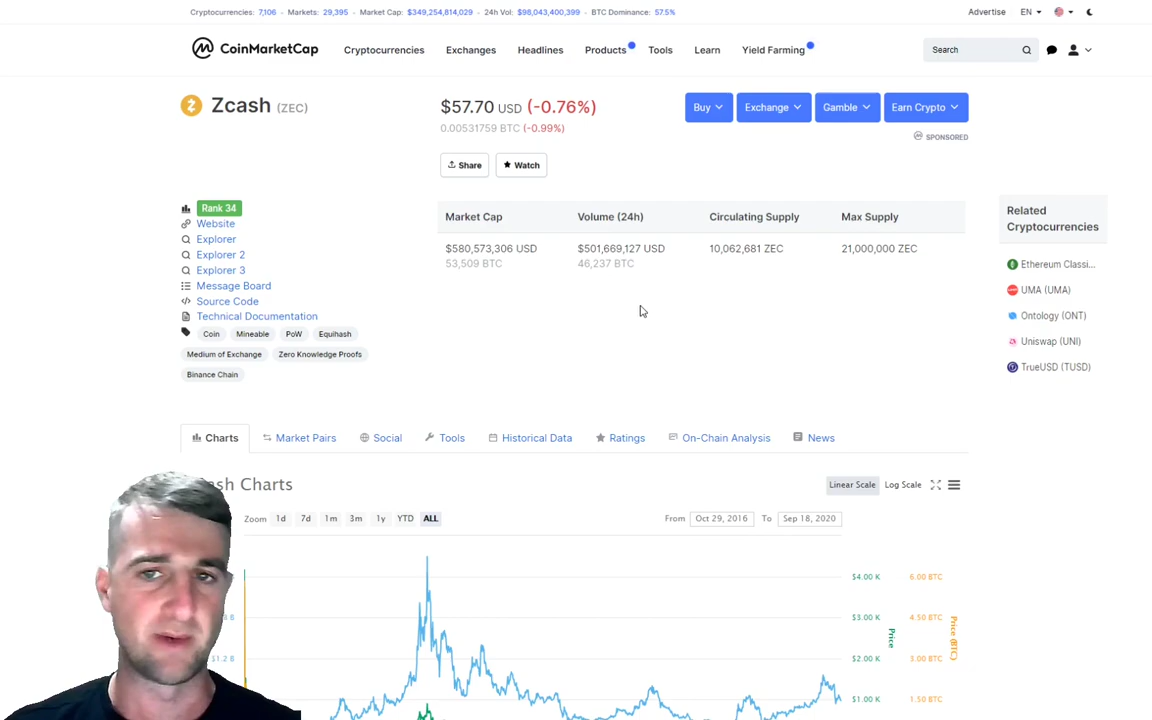 Cryptocurrencies: 7,106 Markets: 29,395 Market Cap: $349,254,814,029 24h Vol: $98,043,400,399 BTC Dominance: 57.5% Advertise EN
CoinMarketCap Cryptocurrencies Exchanges Headlines Products Tools Learn Yield Farming Search
Zcash (ZEC) $57.70 USD (-0.76%) Buy Exchange Gamble Earn Crypto
0.00531759 BTC (-0.99%)
SPONSORED
Share Watch
Rank 34
Website
Explorer
Explorer 2
Explorer 3
Message Board
Source Code
Technical Documentation
Coin Mineable PoW Equihash
Medium of Exchange Zero Knowledge Proofs
Binance Chain
Market Cap Volume (24h) Circulating Supply Max Supply
$580,573,306 USD $501,669,127 USD 10,062,681 ZEC 21,000,000 ZEC
53,509 BTC 46,237 BTC
Related
Cryptocurrencies
Ethereum Classi...
UMA (UMA)
Ontology (ONT)
Uniswap (UNI)
TrueUSD (TUSD)
Charts Market Pairs Social Tools Historical Data Ratings On-Chain Analysis News
sh Charts Linear Scale Log Scale
Zoom 1d 7d 1m 3m 1y YTD ALL From Oct 29, 2016 To Sep 18, 2020
$4.00 K 6.00 BTC
8 B $3.00 K 4.50 BTC
Price Price (BTC)
$1.2 B $2.00 K 3.00 BTC
$1.00 K 1.50 BTC